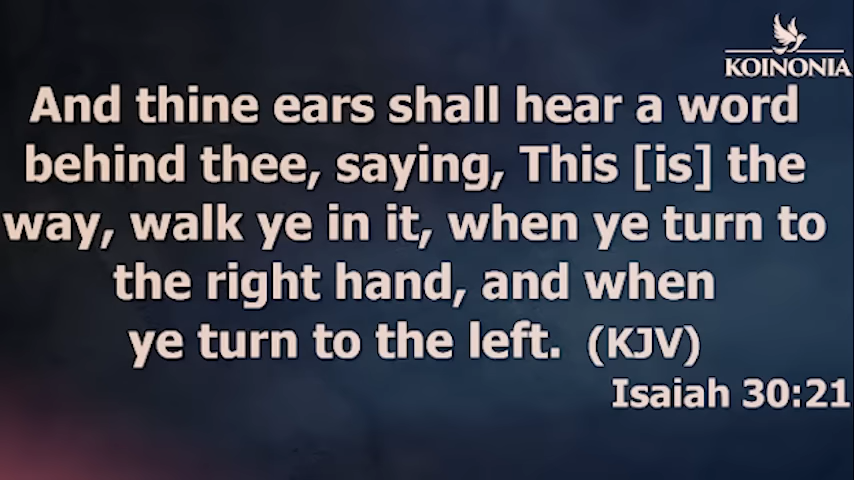 KOINONIA
And thine ears shall hear a word
behind thee, saying, This [is] the
way, walk ye in it, when ye turn to
the right hand, and when
ye turn to the left. (KJV)
Isaiah 30:21